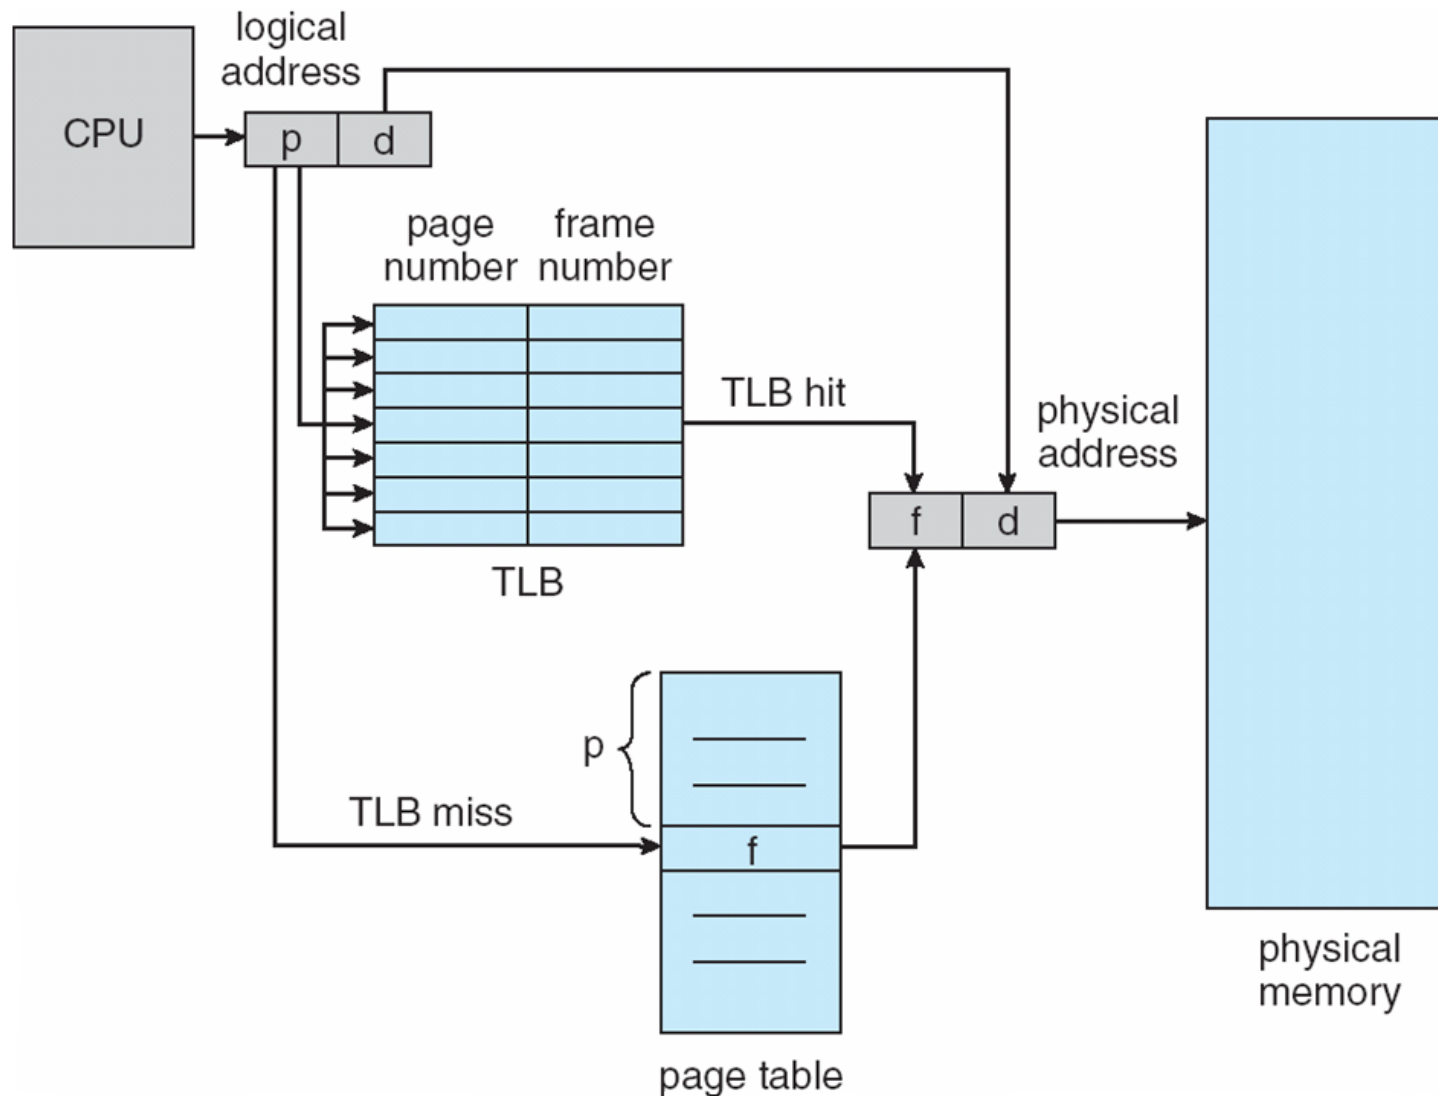 logical
address
CPU
p
d
page
number
frame
number
TLB hit
physical
address
f
d
TLB
p
TLB miss
f
physical
memory
page table